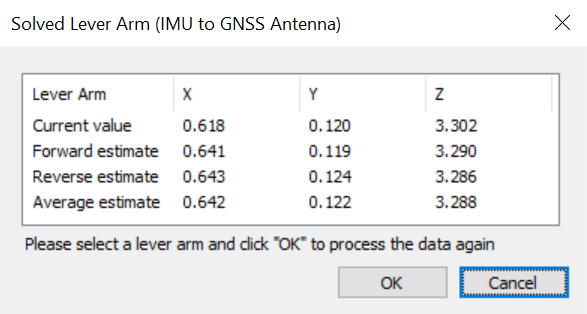 Solved Lever Arm (IMU to GNSS Antenna)
Lever Arm X Y Z
Current value 0.618 0.120 3.302
Forward estimate 0.641 0.119 3.290
Reverse estimate 0.643 0.124 3.286
Average estimate 0.642 0.122 3.288
Please select a lever arm and click "OK" to process the data again
OK Cancel